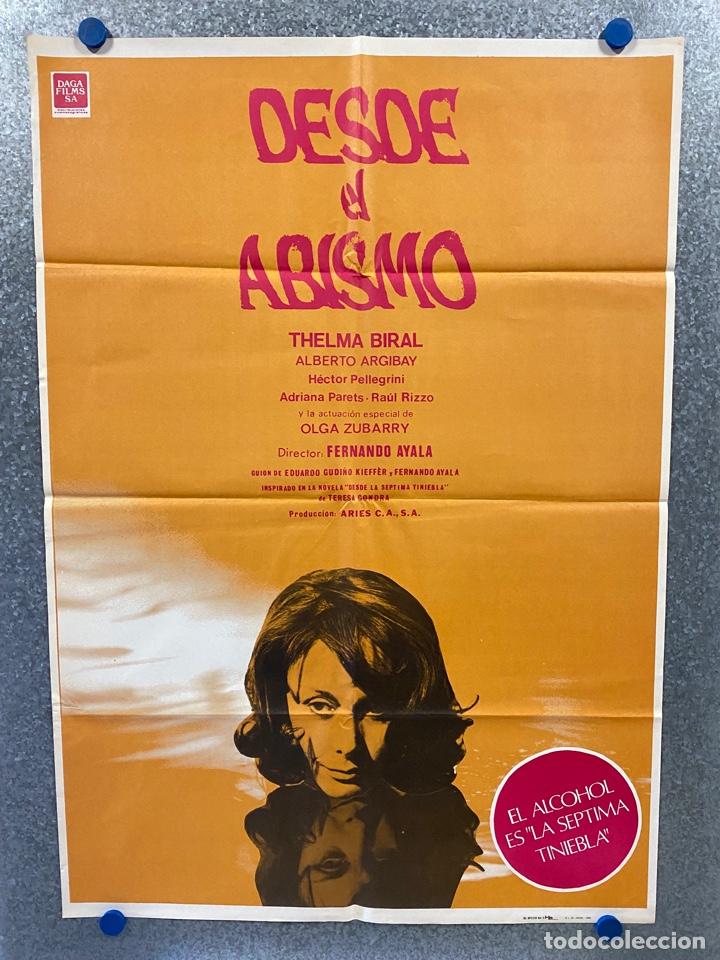 DAGA
FILMS
SA
DESDE
el
ABISMO
THELMA BIRAL
ALBERTO ARGIBAY
Héctor Pellegrini
Adriana Parets - Raúl Rizzo
y la actuación especial de
OLGA ZUBARRY
Director: FERNANDO AYALA
GUION DE EDUARDO GUDIÑO KIEFFER y FERNANDO AYALA
INSPIRADO EN LA NOVELA "DESDE LA SEPTIMA TINIEBLA"
de TERESA GONDRA
Producción: ARIES C.A., S.A.
EL ALCOHOL
ES "LA SEPTIMA
TINIEBLA"
todocoleccion